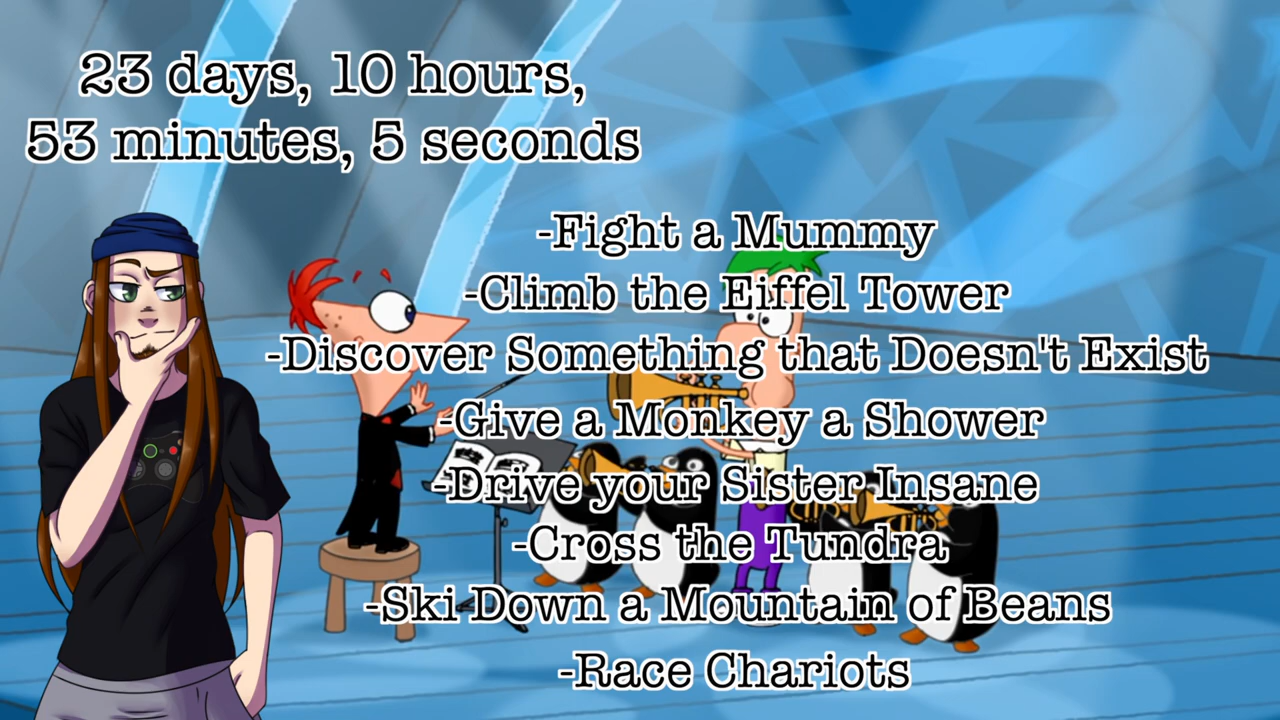 23 days, 10 hours,
53 minutes, 5 seconds
-Fight a Mummy
-Climb the Eiffel Tower
-Discover Something that Doesn't Exist
-Give a Monkey a Shower
-Drive your Sister Insane
-Cross the Tundra
-Ski Down a Mountain of Beans
-Race Chariots